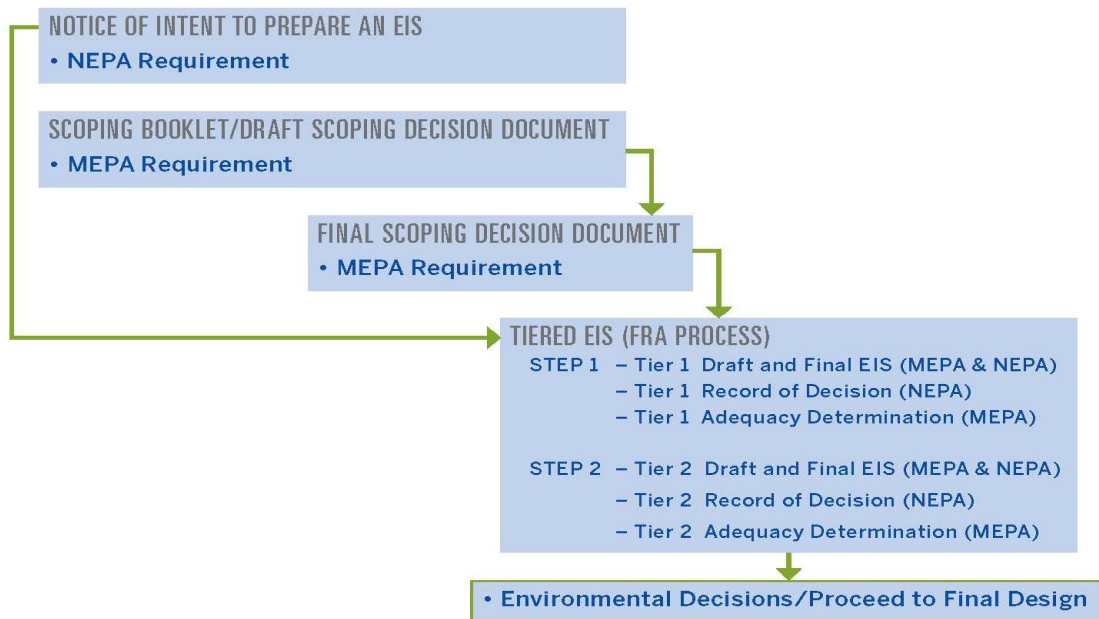 NOTICE OF INTENT TO PREPARE AN EIS
• NEPA Requirement
SCOPING BOOKLET/DRAFT SCOPING DECISION DOCUMENT
• MEPA Requirement
FINAL SCOPING DECISION DOCUMENT
• MEPA Requirement
TIERED EIS (FRA PROCESS)
STEP 1 – Tier 1 Draft and Final EIS (MEPA & NEPA)
– Tier 1 Record of Decision (NEPA)
– Tier 1 Adequacy Determination (MEPA)
STEP 2 – Tier 2 Draft and Final EIS (MEPA & NEPA)
– Tier 2 Record of Decision (NEPA)
– Tier 2 Adequacy Determination (MEPA)
• Environmental Decisions/Proceed to Final Design